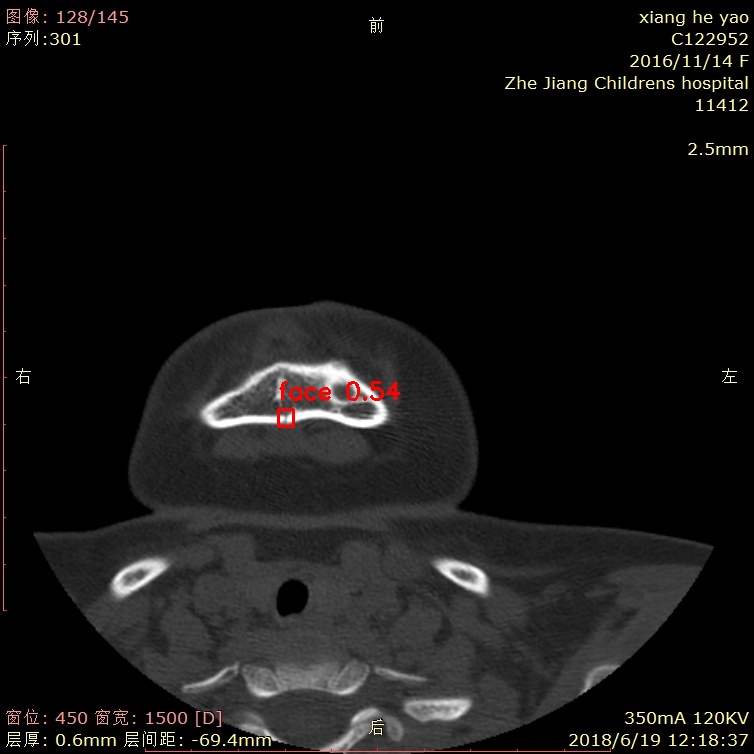 图像: 128/145
序列:301
前
xiang he yao
C122952
2016/11/14 F
Zhe Jiang Childrens hospital
11412
2.5mm
右
左
face 0.54
窗位: 450 窗宽: 1500 [D]
层厚: 0.6mm 层间距: -69.4mm
后
350mA 120KV
2018/6/19 12:18:37